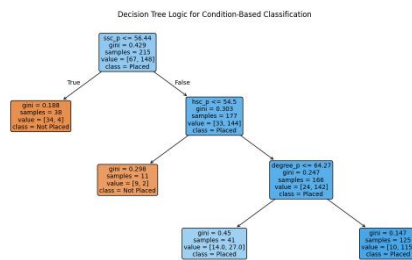 Decision Tree Logic for Condition-Based Classification
ssc_p <= 56.44
gini = 0.429
samples = 215
value = [67, 148]
class = Placed
True
False
gini = 0.188
samples = 38
value = [34, 4]
class = Not Placed
hsc_p <= 54.5
gini = 0.303
samples = 177
value = [33, 144]
class = Placed
gini = 0.298
samples = 11
value = [9, 2]
class = Not Placed
degree_p <= 64.27
gini = 0.247
samples = 166
value = [24, 142]
class = Placed
gini = 0.45
samples = 41
value = [14.0, 27.0]
class = Placed
gini = 0.147
samples = 125
value = [10, 115]
class = Placed